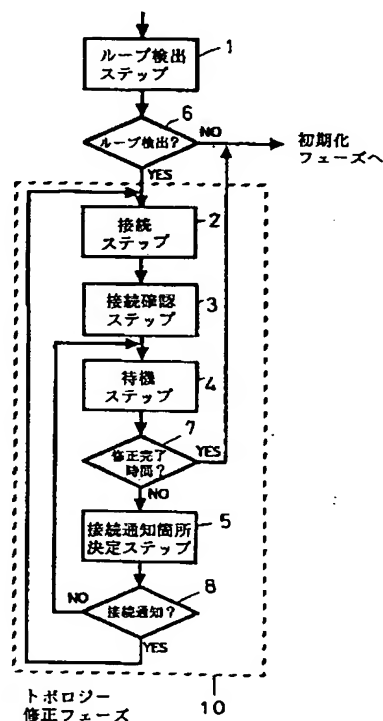 ループ検出
ステップ
1
ループ検出?
6
NO
初期化
フェーズへ
YES
接続
ステップ
2
接続確認
ステップ
3
待機
ステップ
4
修正完了
時間?
7
YES
NO
接続通知箇所
決定ステップ
5
接続通知?
8
NO
YES
トポロジー
修正フェーズ
10